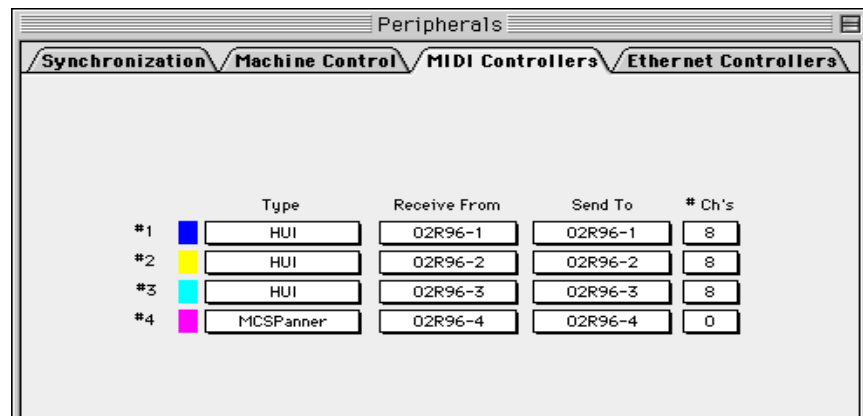 Peripherals
Synchronization Machine Control MIDI Controllers Ethernet Controllers
Type Receive From Send To # Ch's
#1 HUI 02R96-1 02R96-1 8
#2 HUI 02R96-2 02R96-2 8
#3 HUI 02R96-3 02R96-3 8
#4 MCSPanner 02R96-4 02R96-4 0